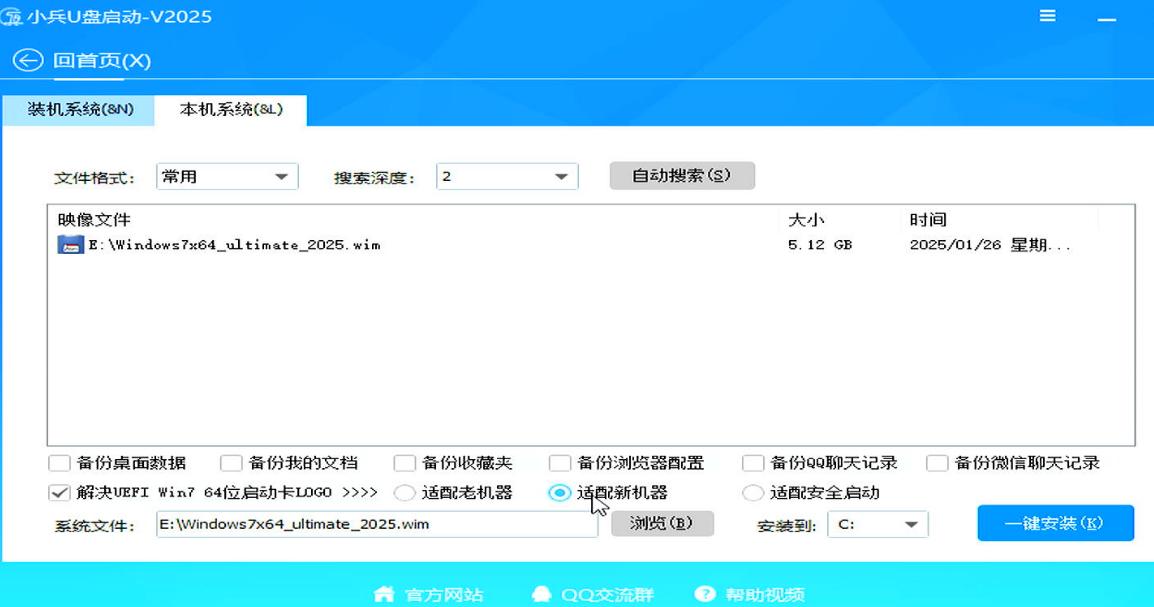 小兵U盘启动-V2025
回首页(X)
装机系统(&N) 本机系统(&L)
文件格式: 常用 搜索深度: 2 自动搜索(S)
映像文件 大小 时间
E:\Windows7x64_ultimate_2025.wim 5.12 GB 2025/01/26 星期...
备份桌面数据 备份我的文档 备份收藏夹 备份浏览器配置 备份QQ聊天记录 备份微信聊天记录
解决UEFI Win7 64位启动卡LOGO >>>> 适配老机器 适配新机器 适配安全启动
系统文件: E:\Windows7x64_ultimate_2025.wim 浏览(B) 安装到: C: 一键安装(K)
官方网站 QQ交流群 帮助视频